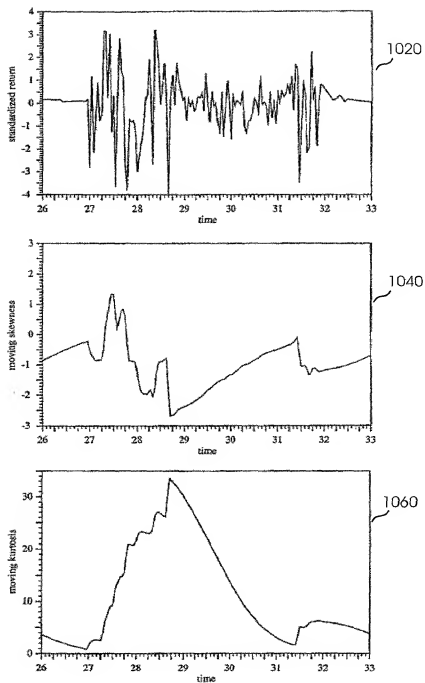 4
3
2
1
0
-1
-2
-3
-4
standardized return
26 27 28 29 30 31 32 33
time
1020
3
2
1
0
-1
-2
-3
moving skewness
26 27 28 29 30 31 32 33
time
1040
30
20
10
0
moving kurtosis
26 27 28 29 30 31 32 33
time
1060